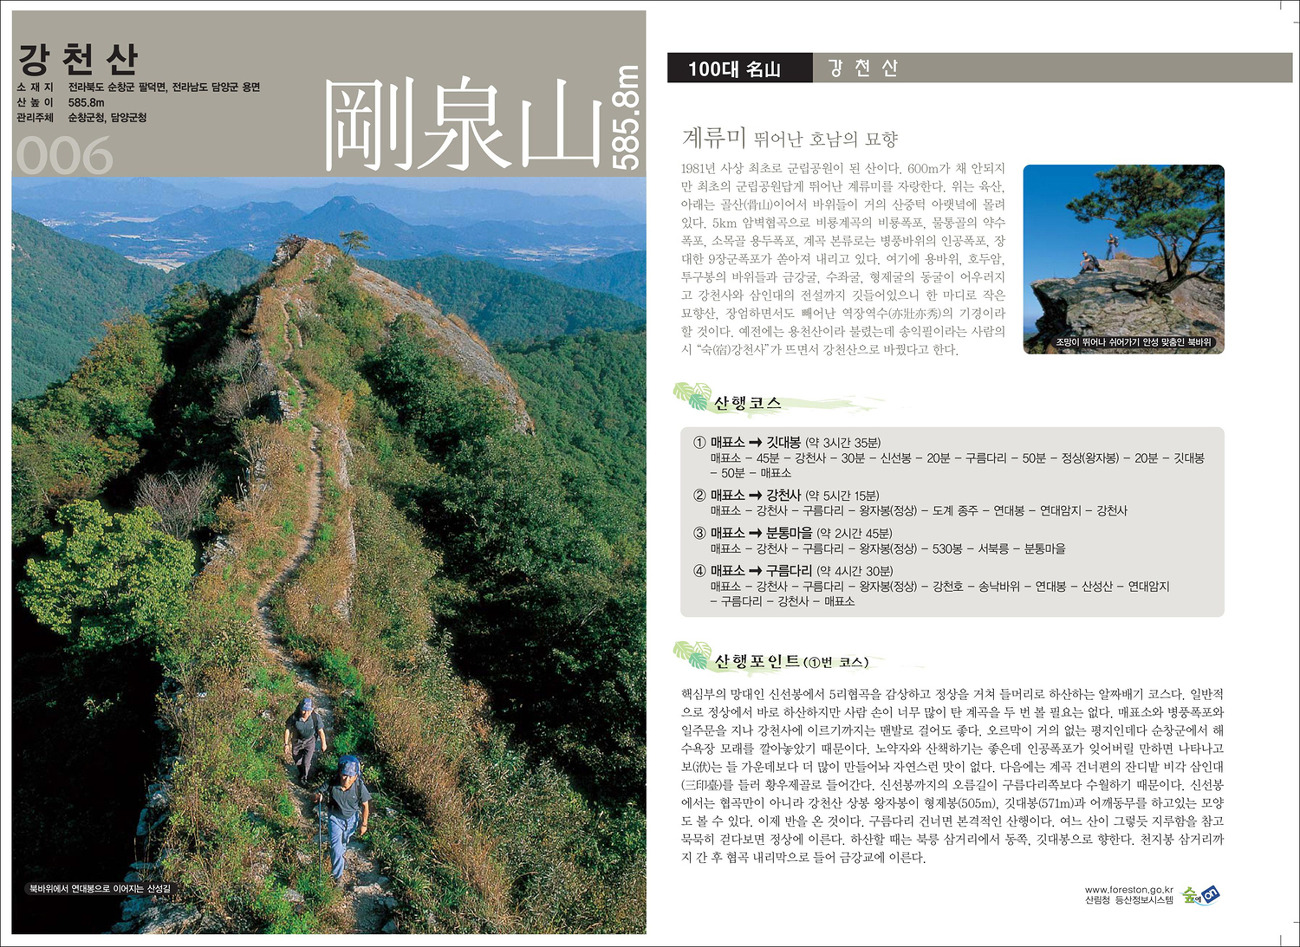 강 천 산
소 재 지 전라북도 순창군 팔덕면, 전라남도 담양군 용면
산 높 이 585.8m
관리주체 순창군청, 담양군청
006
剛泉山
585.8m
북바위에서 연대봉으로 이어지는 산성길
100대 名山 강 천 산
계류미 뛰어난 호남의 묘향
1981년 사상 최초로 군립공원이 된 산이다. 600m가 채 안되지
만 최초의 군립공원답게 뛰어난 계류미를 자랑한다. 위는 육산,
아래는 골산(骨山)이어서 바위들이 거의 산중턱 아랫녘에 몰려
있다. 5km 암벽협곡으로 비룡계곡의 비룡폭포, 물통골의 약수
폭포, 소목골 용두폭포, 계곡 본류로는 병풍바위의 인공폭포, 장
대한 9장군폭포가 쏟아져 내리고 있다. 여기에 용바위, 호두암,
투구봉의 바위들과 금강굴, 수좌굴, 형제굴의 동굴이 어우러지
고 강천사와 삼인대의 전설까지 깃들어있으니 한 마디로 작은
묘향산, 장엄하면서도 빼어난 역장역수(亦壯亦秀)의 기경이라
할 것이다. 예전에는 용천산이라 불렸는데 송익필이라는 사람의
시 “숙(宿)강천사”가 뜨면서 강천산으로 바뀠다고 한다.
조망이 뛰어나 쉬어가기 안성 맞춤인 북바위
산행코스
① 매표소 ➞ 깃대봉 (약 3시간 35분)
매표소 – 45분 – 강천사 – 30분 – 신선봉 – 20분 – 구름다리 – 50분 – 정상(왕자봉) – 20분 – 깃대봉
– 50분 – 매표소
② 매표소 ➞ 강천사 (약 5시간 15분)
매표소 – 강천사 – 구름다리 – 왕자봉(정상) – 도계 종주 – 연대봉 – 연대암지 – 강천사
③ 매표소 ➞ 분통마을 (약 2시간 45분)
매표소 – 강천사 – 구름다리 – 왕자봉(정상) – 530봉 – 서북릉 – 분통마을
④ 매표소 ➞ 구름다리 (약 4시간 30분)
매표소 – 강천사 – 구름다리 – 왕자봉(정상) – 강천호 – 송낙바위 – 연대봉 – 산성산 – 연대암지
– 구름다리 – 강천사 – 매표소
산행포인트(①번 코스)
핵심부의 망대인 신선봉에서 5리협곡을 감상하고 정상을 거쳐 들머리로 하산하는 알짜배기 코스다. 일반적
으로 정상에서 바로 하산하지만 사람 손이 너무 많이 탄 계곡을 두 번 볼 필요는 없다. 매표소와 병풍폭포와
일주문을 지나 강천사에 이르기까지는 맨발로 걸어도 좋다. 오르막이 거의 없는 평지인데다 순창군에서 해
수욕장 모래를 깔아놓았기 때문이다. 노약자와 산책하기는 좋은데 인공폭포가 잊어버릴 만하면 나타나고
보(洑)는 들 가운데보다 더 많이 만들어놔 자연스런 맛이 없다. 다음에는 계곡 건너편의 잔디밭 비각 삼인대
(三印臺)를 들러 황우제골로 들어간다. 신선봉까지의 오름길이 구름다리쪽보다 수월하기 때문이다. 신선봉
에서는 협곡만이 아니라 강천산 상봉 왕자봉이 형제봉(505m), 깃대봉(571m)과 어깨동무를 하고있는 모양
도 볼 수 있다. 이제 반을 온 것이다. 구름다리 건너면 본격적인 산행이다. 여느 산이 그렇듯 지루함을 참고
묵묵히 걷다보면 정상에 이른다. 하산할 때는 북릉 삼거리에서 동쪽, 깃대봉으로 향한다. 천지봉 삼거리까
지 간 후 협곡 내리막으로 들어 금강교에 이른다.
www.foreston.go.kr
산림청 등산정보시스템
숲에on